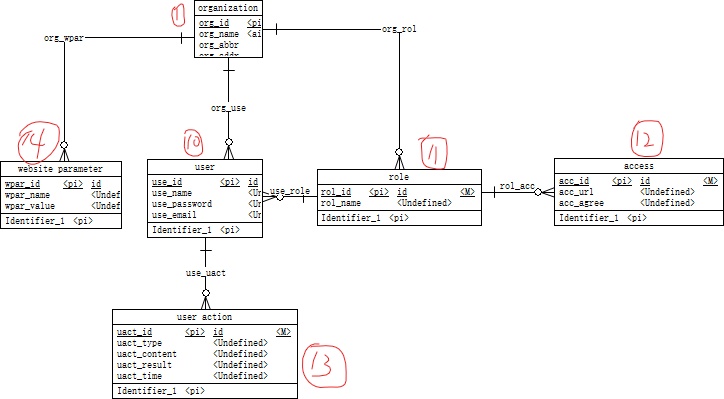 organization
org_id <pi
org_name <ai
org_abbr
org_addr
1
org_wpar
org_rol
org_use
14
website parameter
wpar_id <pi> id
wpar_name <Undef
wpar_value <Undef
Identifier_1 <pi>
10
user
use_id <pi> id
use_name <Ur
use_password <Ur
use_email <Ur
Identifier_1 <pi>
use_role
11
role
rol_id <pi> id <M>
rol_name <Undefined>
Identifier_1 <pi>
rol_acc
12
access
acc_id <pi> id <M>
acc_url <Undefined>
acc_agree <Undefined>
Identifier_1 <pi>
use_uact
user action
uact_id <pi> id <M>
uact_type <Undefined>
uact_content <Undefined>
uact_result <Undefined>
uact_time <Undefined>
Identifier_1 <pi>
13